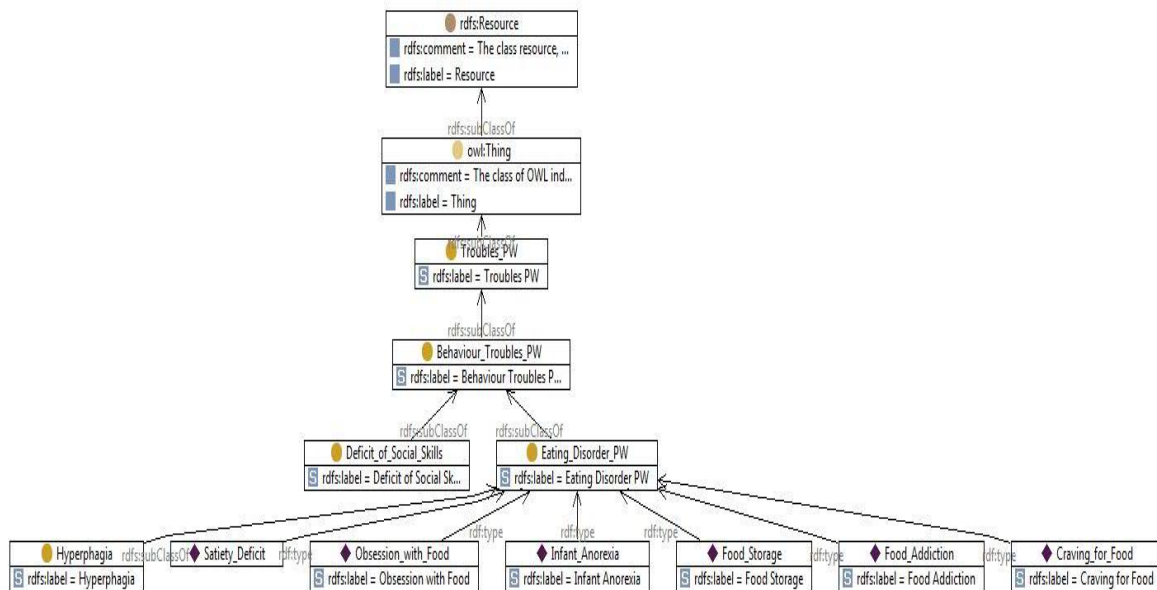 rdfs:Resource
rdfs:comment = The class resource, ...
rdfs:label = Resource
rdfs:subClassOf
owl:Thing
rdfs:comment = The class of OWL ind...
rdfs:label = Thing
rdfs:subClassOf
Troubles_PW
S rdfs:label = Troubles PW
rdfs:subClassOf
Behaviour_Troubles_PW
S rdfs:label = Behaviour Troubles P...
rdfs:subClassOf rdfs:subClassOf
Deficit_of_Social_Skills
S rdfs:label = Deficit of Social Sk...
Eating_Disorder_PW
S rdfs:label = Eating Disorder PW
rdf:type rdf:type
Hyperphagia
S rdfs:label = Hyperphagia
rdfs:subClassOf
Satiety_Deficit
rdf:type
Obsession_with_Food
S rdfs:label = Obsession with Food
Infant_Anorexia
S rdfs:label = Infant Anorexia
Food_Storage
S rdfs:label = Food Storage
rdf:type
Food_Addiction
S rdfs:label = Food Addiction
rdf:type
Craving_for_Food
S rdfs:label = Craving for Food